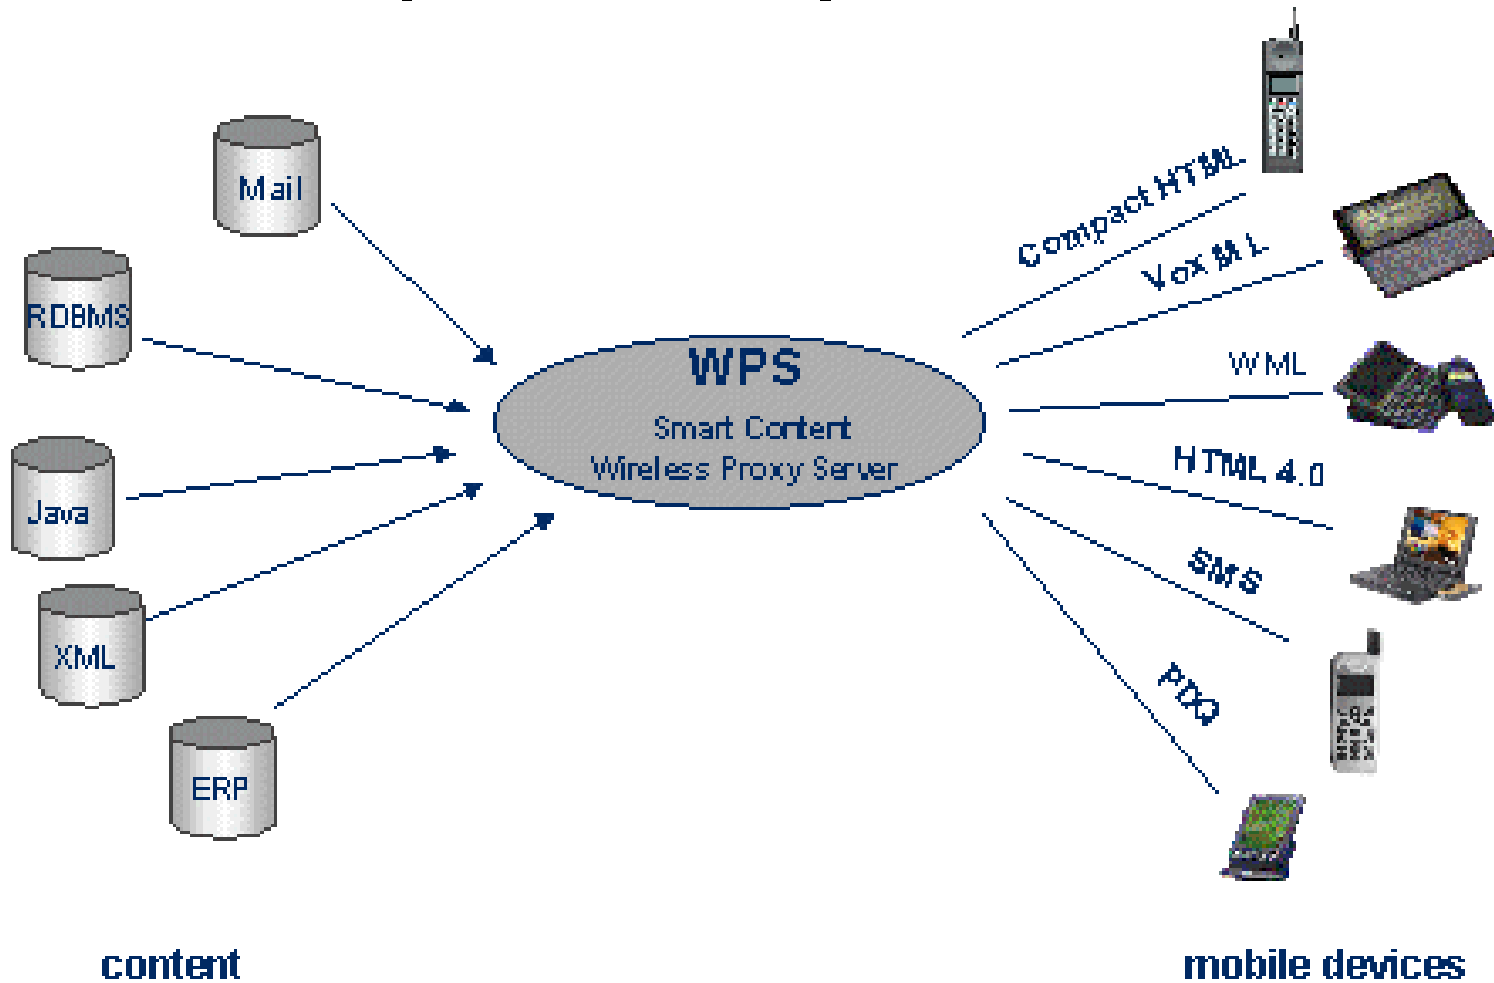 Mail
RDBMS
Java
XML
ERP
WPS
Smart Content
Wireless Proxy Server
Compact HTML
Vox ML
WML
HTML 4.0
SMS
PDQ
content
mobile devices